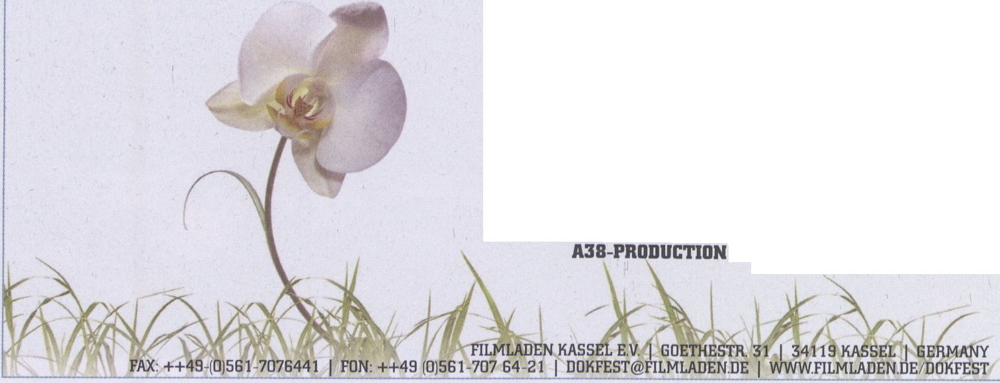 A38-PRODUCTION
FILMLADEN KASSEL E.V. | GOETHESTR. 31 | 34119 KASSEL | GERMANY
FAX: ++49-(0)561-7076441 | FON: ++49 (0)561-707 64-21 | DOKFEST@FILMLADEN.DE | WWW.FILMLADEN.DE/DOKFEST